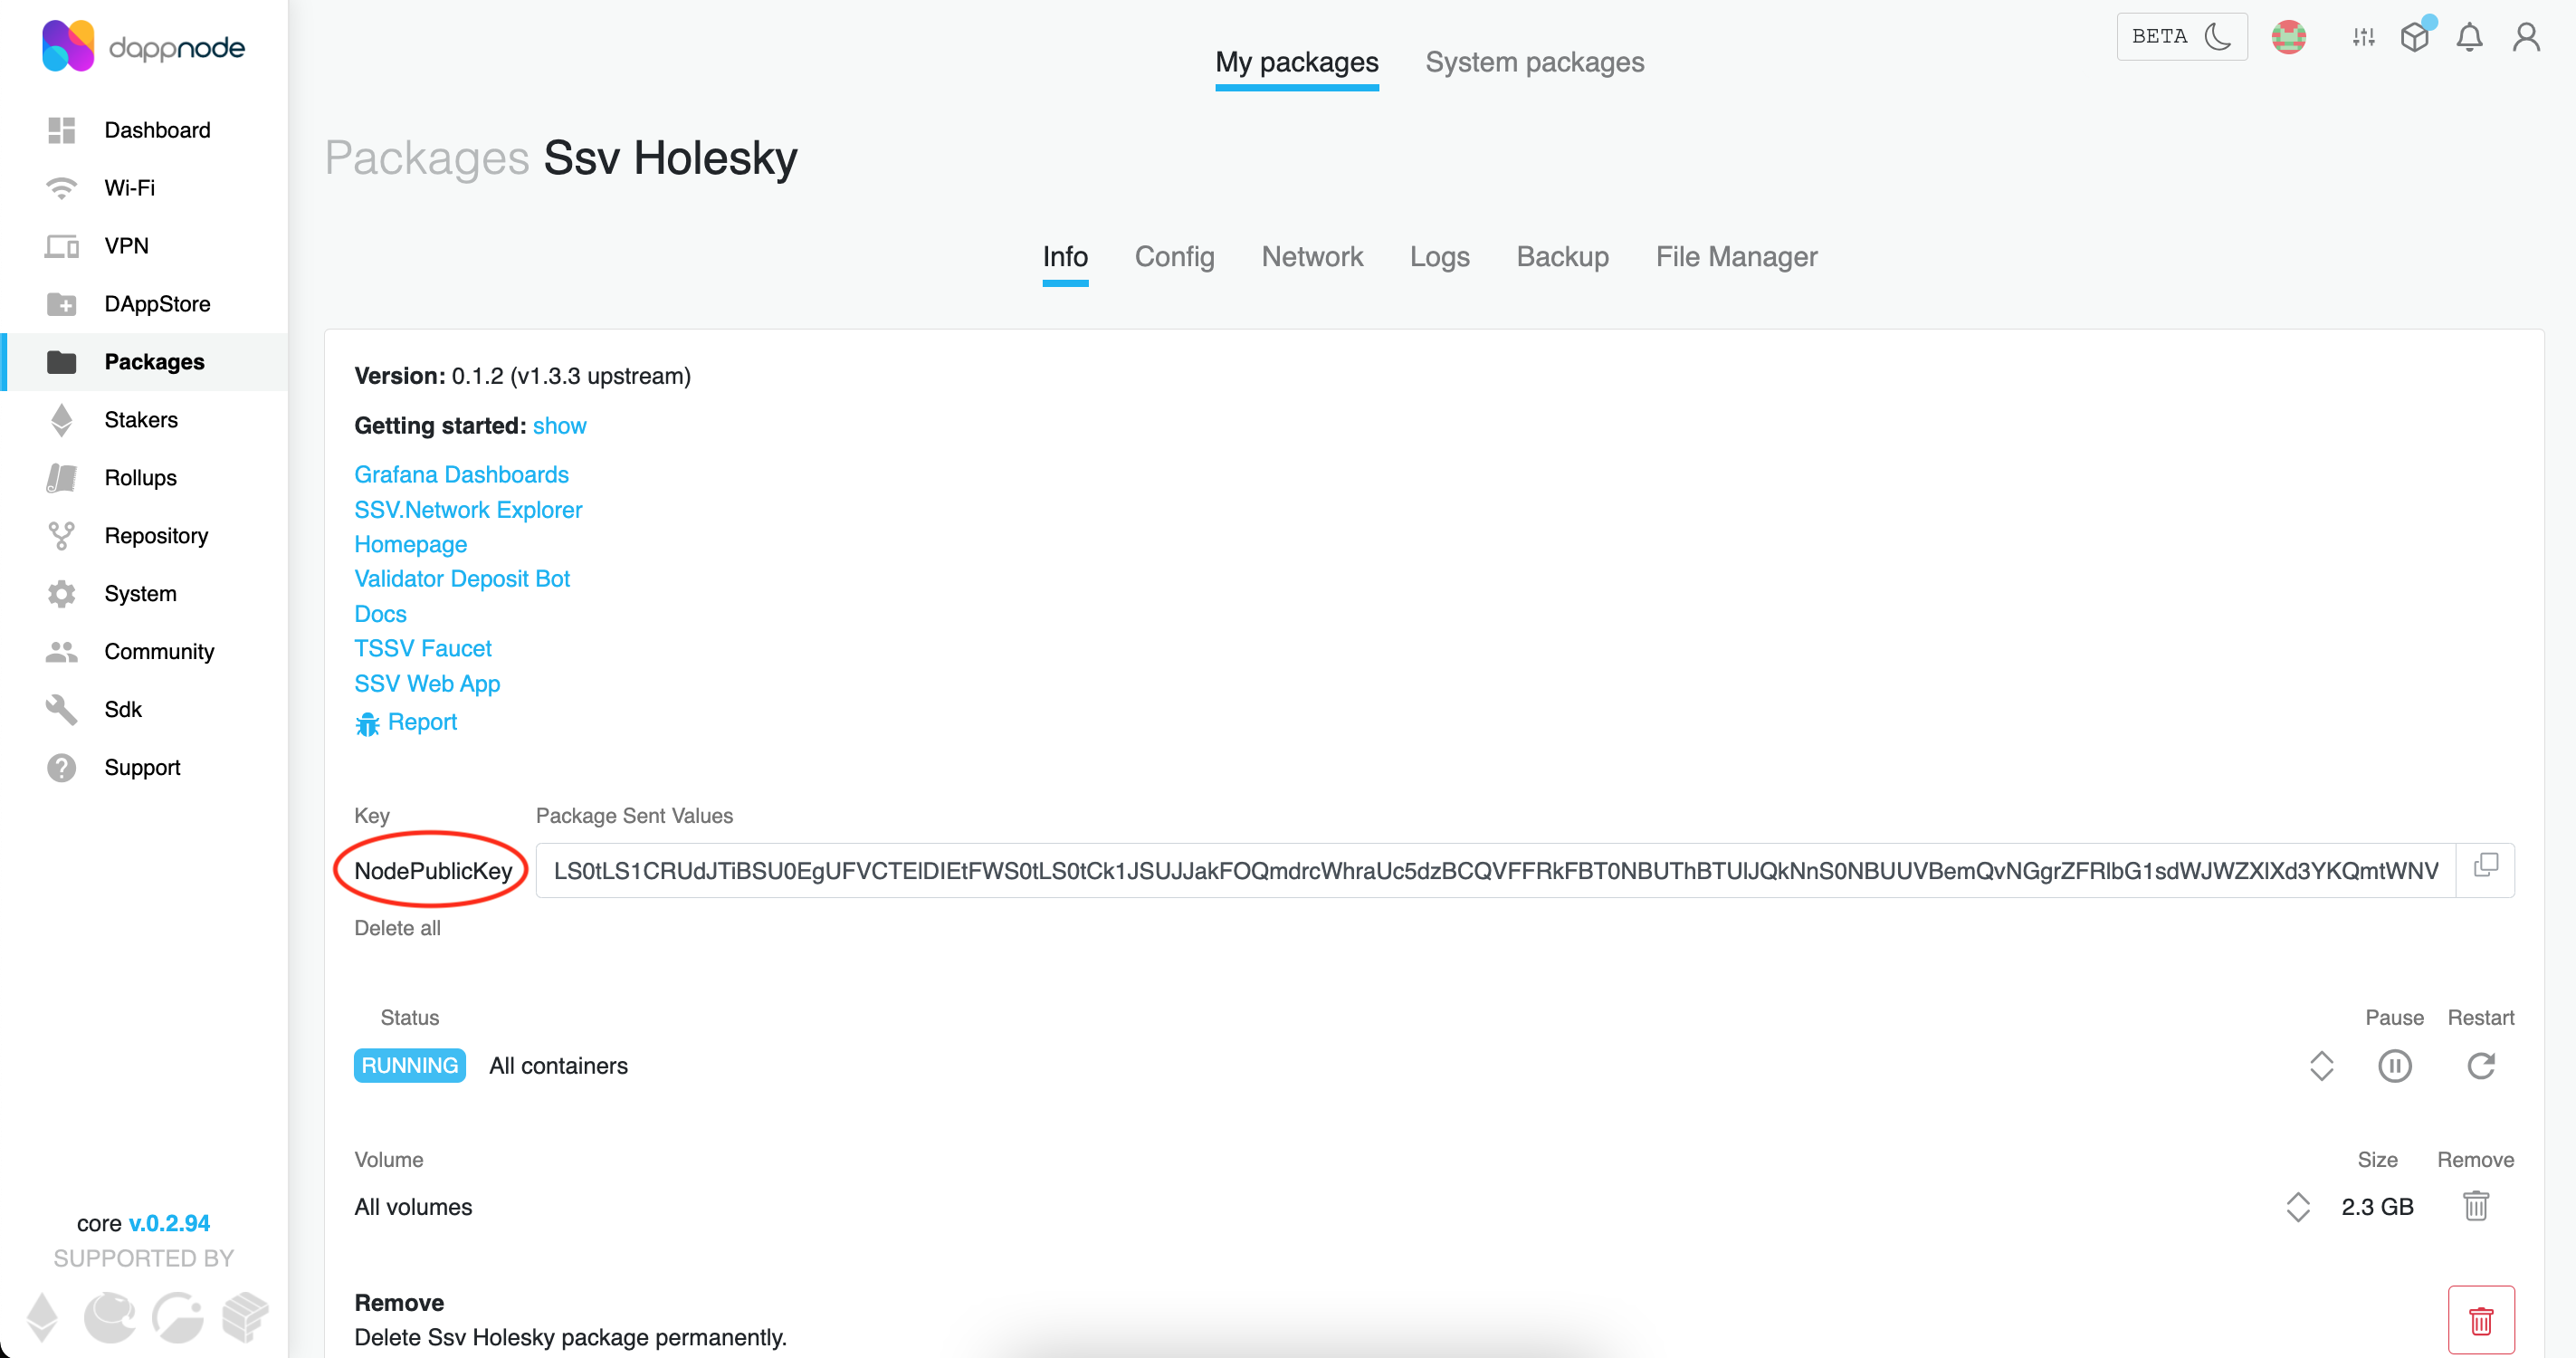 dappnode
BETA
My packages
System packages
Dashboard
Wi-Fi
VPN
DAppStore
Packages
Stakers
Rollups
Repository
System
Community
Sdk
Support
core v.0.2.94
SUPPORTED BY
Packages Ssv Holesky
Info
Config
Network
Logs
Backup
File Manager
Version: 0.1.2 (v1.3.3 upstream)
Getting started: show
Grafana Dashboards
SSV.Network Explorer
Homepage
Validator Deposit Bot
Docs
TSSV Faucet
SSV Web App
Report
Key
Package Sent Values
NodePublicKey
Delete all
Status
Pause
Restart
RUNNING
All containers
Volume
Size
Remove
All volumes
2.3 GB
Remove
Delete Ssv Holesky package permanently.